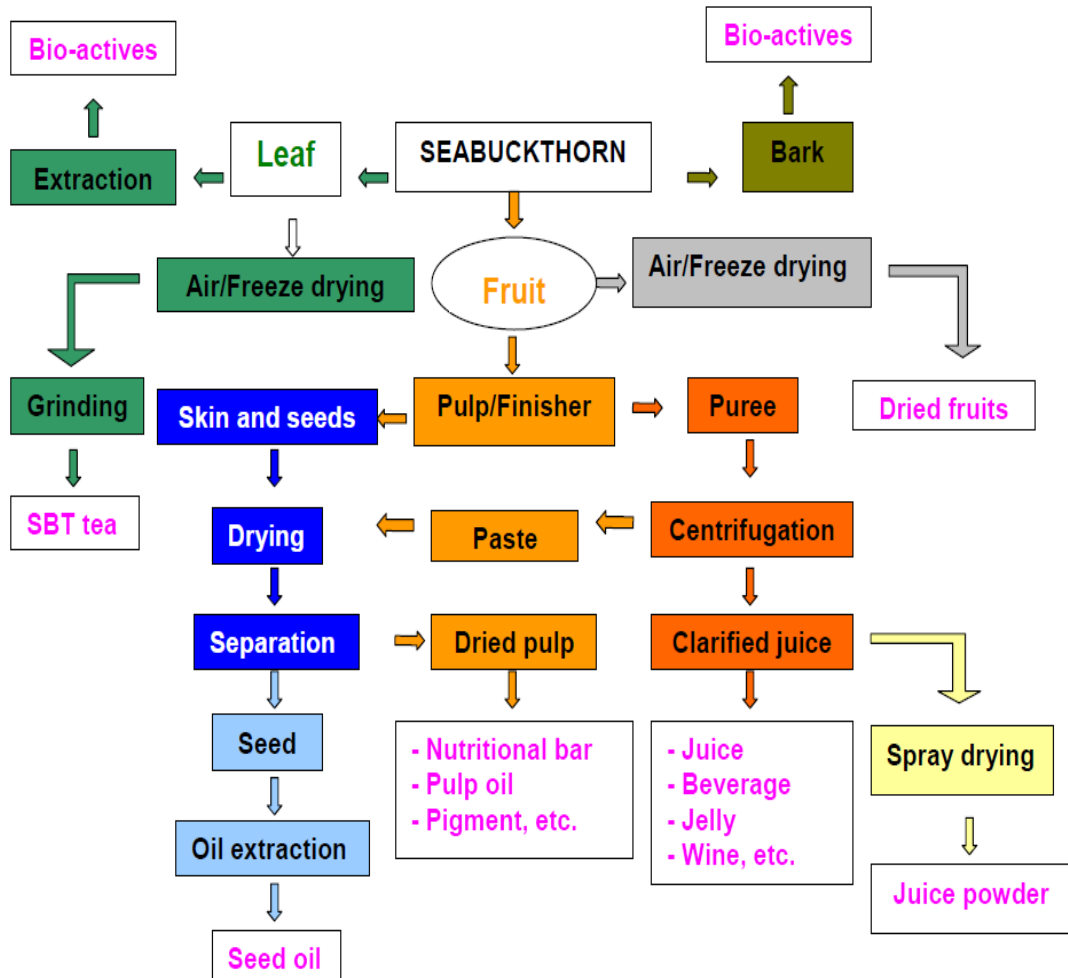 Bio-actives
Bio-actives
Leaf
SEABUCKTHORN
Bark
Extraction
Air/Freeze drying
Fruit
Air/Freeze drying
Grinding
Skin and seeds
Pulp/Finisher
Puree
Dried fruits
SBT tea
Drying
Paste
Centrifugation
Separation
Dried pulp
Clarified juice
Seed
- Nutritional bar
- Pulp oil
- Pigment, etc.
- Juice
- Beverage
- Jelly
- Wine, etc.
Spray drying
Oil extraction
Juice powder
Seed oil